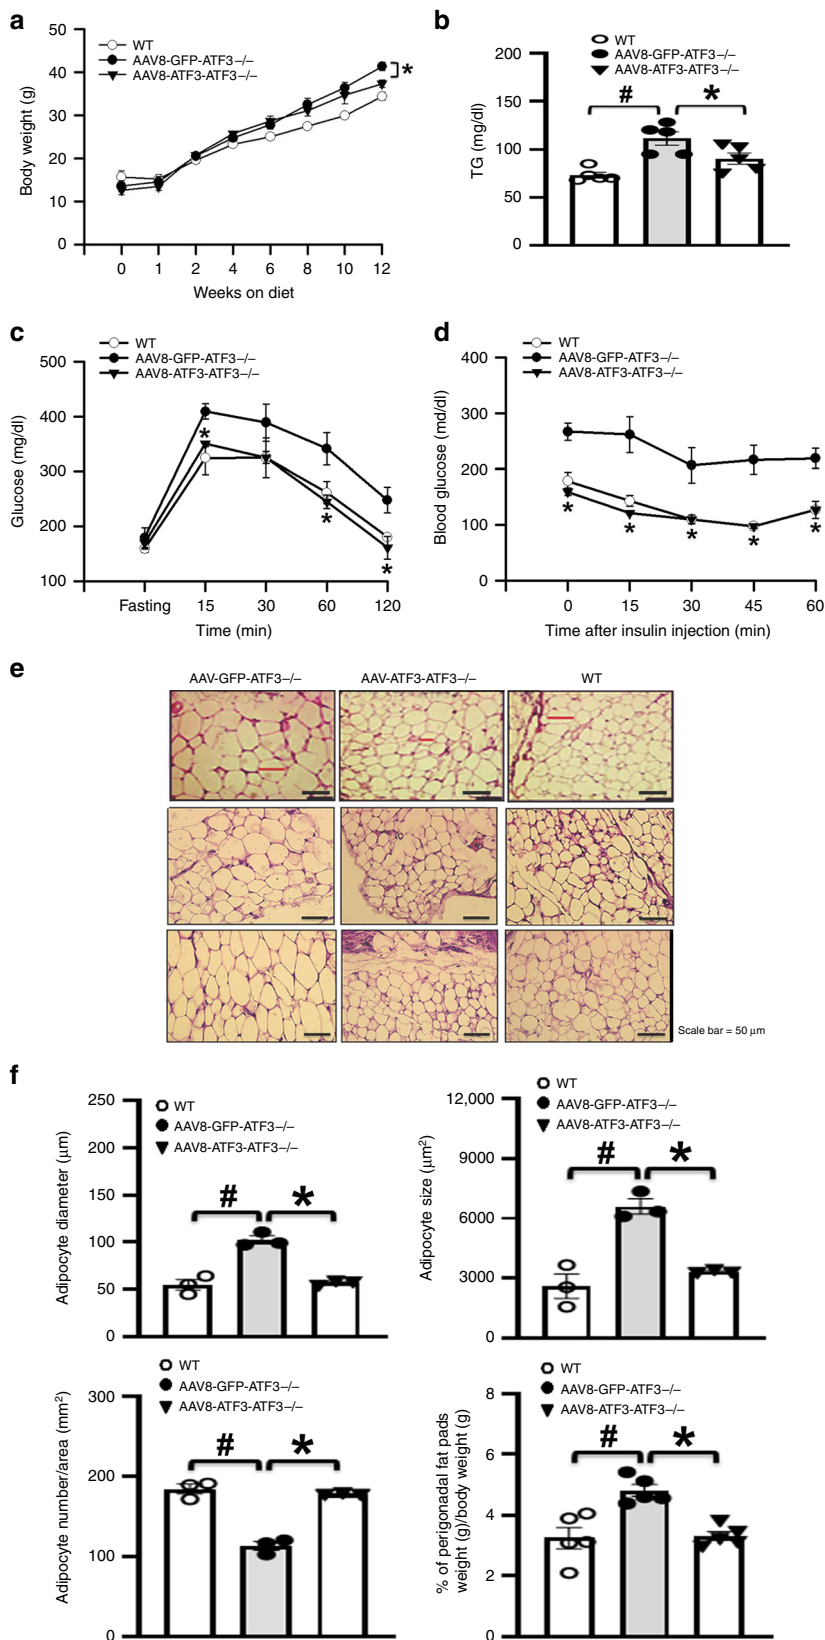 a
50
40
30
20
10
0
Body weight (g)
WT
AAV8-GFP-ATF3−/−
AAV8-ATF3-ATF3−/−
*
0 1 2 4 6 8 10 12
Weeks on diet
b
200
150
100
50
0
TG (mg/dl)
WT
AAV8-GFP-ATF3−/−
AAV8-ATF3-ATF3−/−
# *
c
500
400
300
200
100
Glucose (mg/dl)
WT
AAV8-GFP-ATF3−/−
AAV8-ATF3-ATF3−/−
* * *
Fasting 15 30 60 120
Time (min)
d
400
300
200
100
0
Blood glucose (md/dl)
WT
AAV8-GFP-ATF3−/−
AAV8-ATF3-ATF3−/−
* * * * *
0 15 30 45 60
Time after insulin injection (min)
e
AAV-GFP-ATF3−/− AAV-ATF3-ATF3−/− WT
Scale bar = 50 μm
f
250
200
150
100
50
0
Adipocyte diameter (μm)
WT
AAV8-GFP-ATF3−/−
AAV8-ATF3-ATF3−/−
# *
12,000
9000
6000
3000
0
Adipocyte size (μm²)
WT
AAV8-GFP-ATF3−/−
AAV8-ATF3-ATF3−/−
# *
300
200
100
0
Adipocyte number/area (mm²)
WT
AAV8-GFP-ATF3−/−
AAV8-ATF3-ATF3−/−
# *
8
6
4
2
0
% of perigonadal fat pads
weight (g)/body weight (g)
WT
AAV8-GFP-ATF3−/−
AAV8-ATF3-ATF3−/−
# *